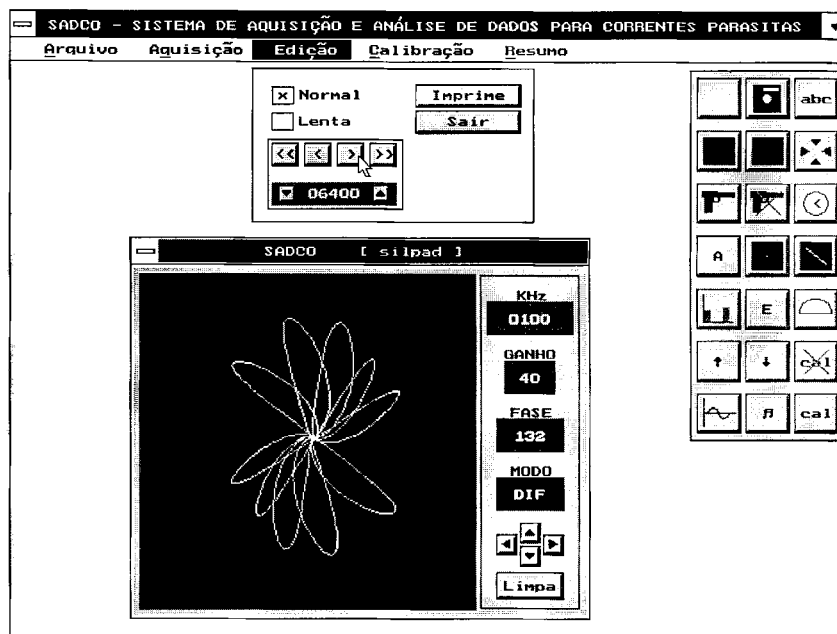 SADCO - SISTEMA DE AQUISIÇÃO E ANÁLISE DE DADOS PARA CORRENTES PARASITAS
Arquivo Aquisição Edição Calibração Resumo
x Normal Imprime
Lenta Sair
<< < > >>
06400
abc
A
E
cal
cal
SADCO [ silpad ]
KHz
0100
GANHO
40
FASE
132
MODO
DIF
Limpa